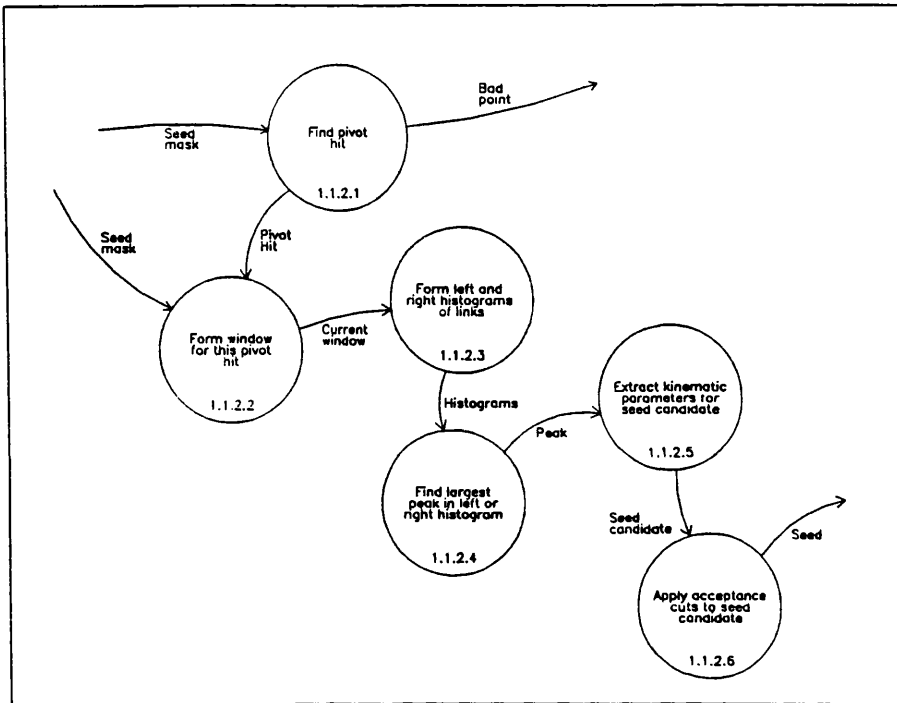 Bad
point
Seed
mask
Find pivot
hit
1.1.2.1
Seed
mask
Pivot
Hit
Form window
for this pivot
hit
1.1.2.2
Current
window
Form left and
right histograms
of links
1.1.2.3
Histograms
Find largest
peak in left or
right histogram
1.1.2.4
Peak
Extract kinematic
parameters for
seed candidate
1.1.2.5
Seed
candidate
Apply acceptance
cuts to seed
candidate
1.1.2.6
Seed